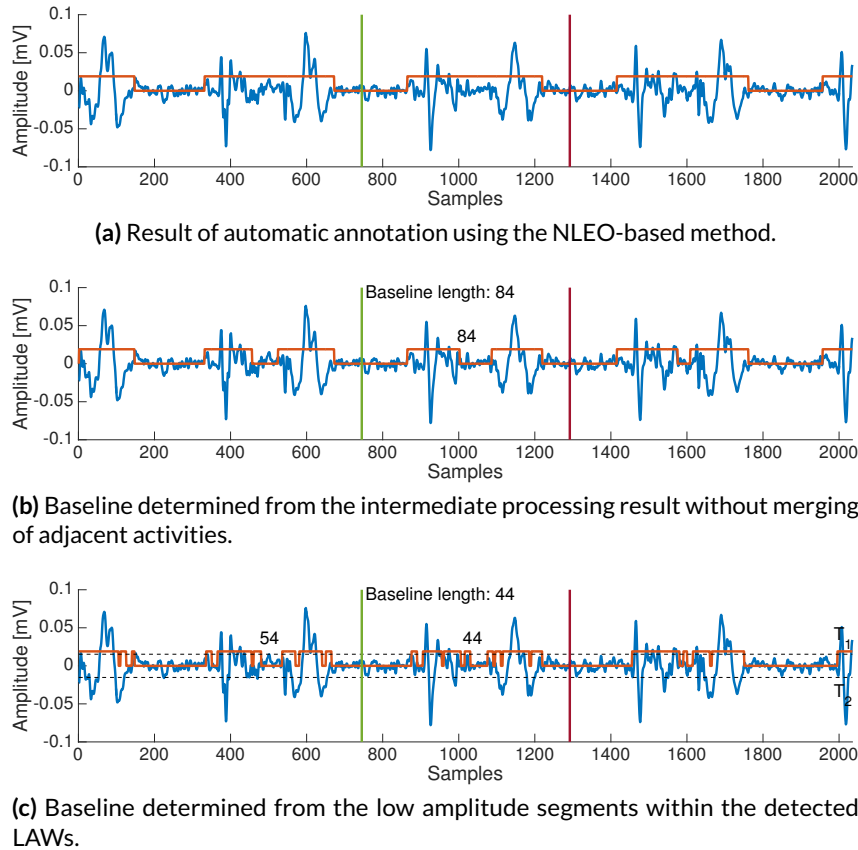 0.1
0.05
0
-0.05
-0.1
Amplitude [mV]
0 200 400 600 800 1000 1200 1400 1600 1800 2000
Samples
(a) Result of automatic annotation using the NLEO-based method.
0.1
Baseline length: 84
0.05
84
0
-0.05
-0.1
Amplitude [mV]
0 200 400 600 800 1000 1200 1400 1600 1800 2000
Samples
(b) Baseline determined from the intermediate processing result without merging
of adjacent activities.
0.1
Baseline length: 44
0.05
54 44 T1
0
T2
-0.05
-0.1
Amplitude [mV]
0 200 400 600 800 1000 1200 1400 1600 1800 2000
Samples
(c) Baseline determined from the low amplitude segments within the detected
LAWs.